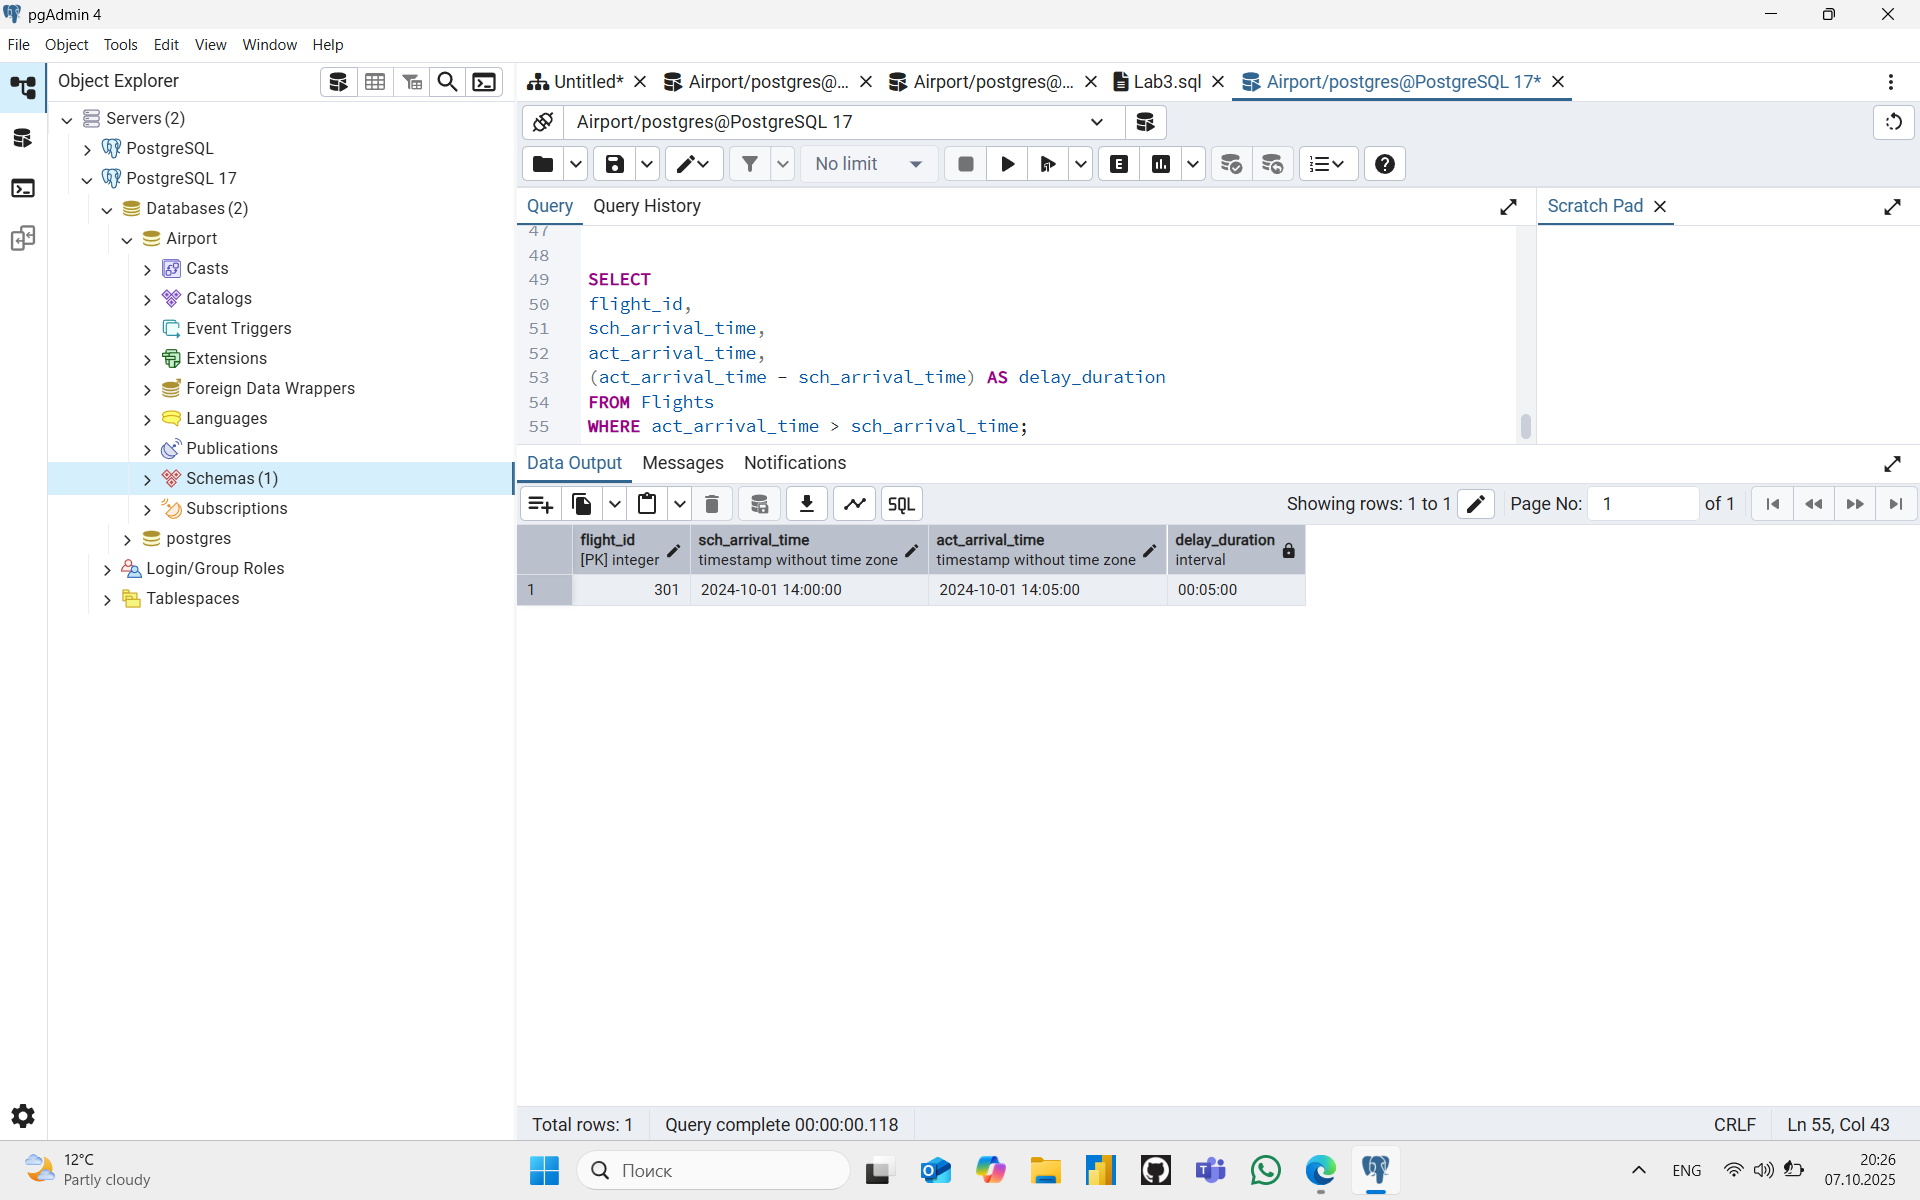 pgAdmin 4
File Object Tools Edit View Window Help
Object Explorer
Untitled*
Airport/postgres@...
Airport/postgres@...
Lab3.sql
Airport/postgres@PostgreSQL 17*
Servers (2)
PostgreSQL
PostgreSQL 17
Databases (2)
Airport
Casts
Catalogs
Event Triggers
Extensions
Foreign Data Wrappers
Languages
Publications
Schemas (1)
Subscriptions
postgres
Login/Group Roles
Tablespaces
Airport/postgres@PostgreSQL 17
No limit
E
Query Query History
Scratch Pad
47
48
49 SELECT
50 flight_id,
51 sch_arrival_time,
52 act_arrival_time,
53 (act_arrival_time - sch_arrival_time) AS delay_duration
54 FROM Flights
55 WHERE act_arrival_time > sch_arrival_time;
Data Output Messages Notifications
SQL
Showing rows: 1 to 1
Page No: 1 of 1
flight_id sch_arrival_time act_arrival_time delay_duration
[PK] integer timestamp without time zone timestamp without time zone interval
1 301 2024-10-01 14:00:00 2024-10-01 14:05:00 00:05:00
Total rows: 1 Query complete 00:00:00.118 CRLF Ln 55, Col 43
12°C
Partly cloudy
Поиск
ENG
20:26
07.10.2025